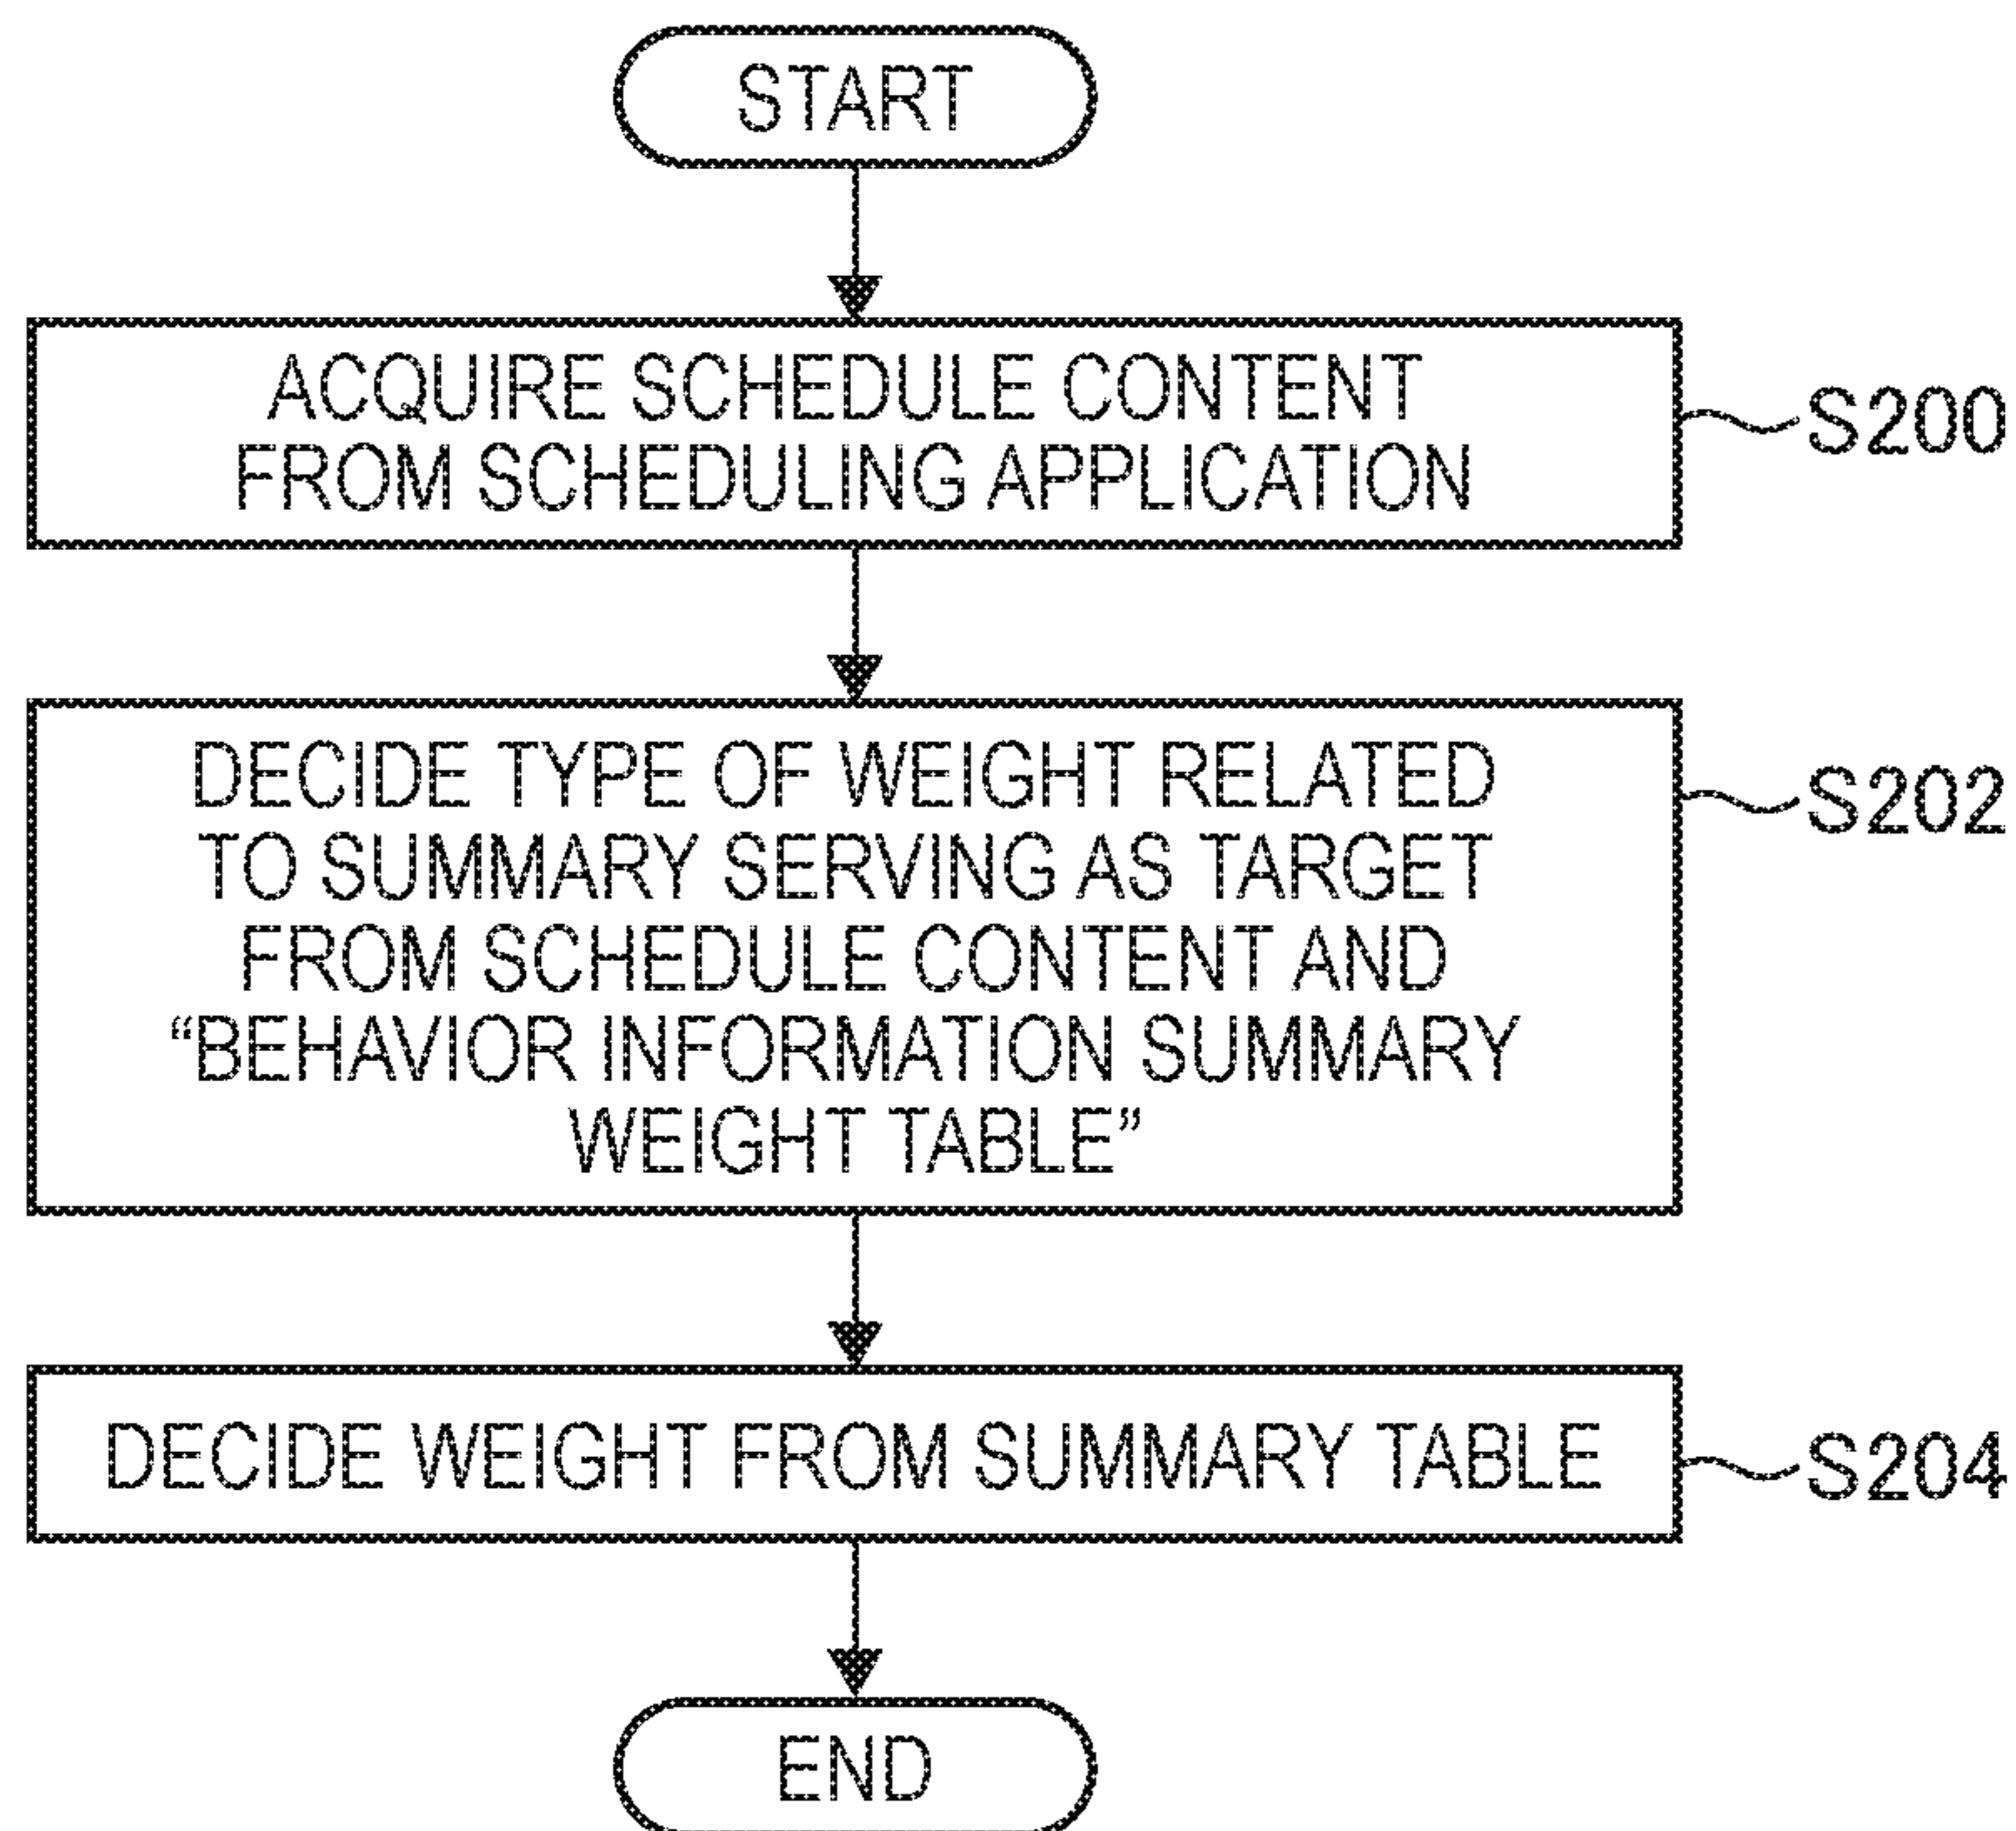 START
ACQUIRE SCHEDULE CONTENT
FROM SCHEDULING APPLICATION
S200
DECIDE TYPE OF WEIGHT RELATED
TO SUMMARY SERVING AS TARGET
FROM SCHEDULE CONTENT AND
“BEHAVIOR INFORMATION SUMMARY
WEIGHT TABLE”
S202
DECIDE WEIGHT FROM SUMMARY TABLE
S204
END